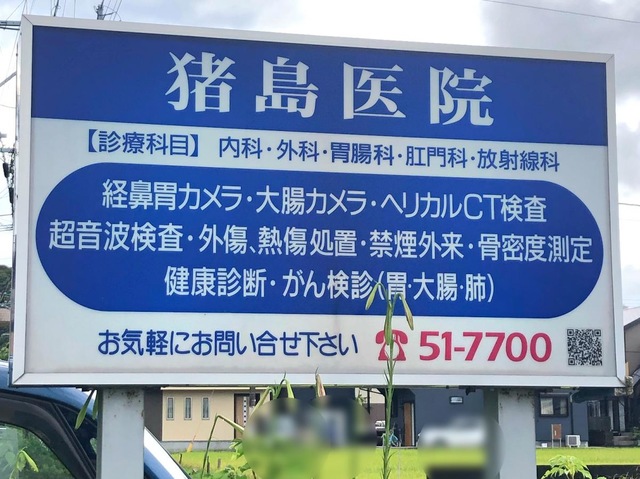 猪島医院
【診療科目】 内科・外科・胃腸科・肛門科・放射線科
経鼻胃カメラ・大腸カメラ・ヘリカルCT検査
超音波検査・外傷、熱傷処置・禁煙外来・骨密度測定
健康診断・がん検診(胃・大腸・肺)
お気軽にお問い合せ下さい ☎51-7700